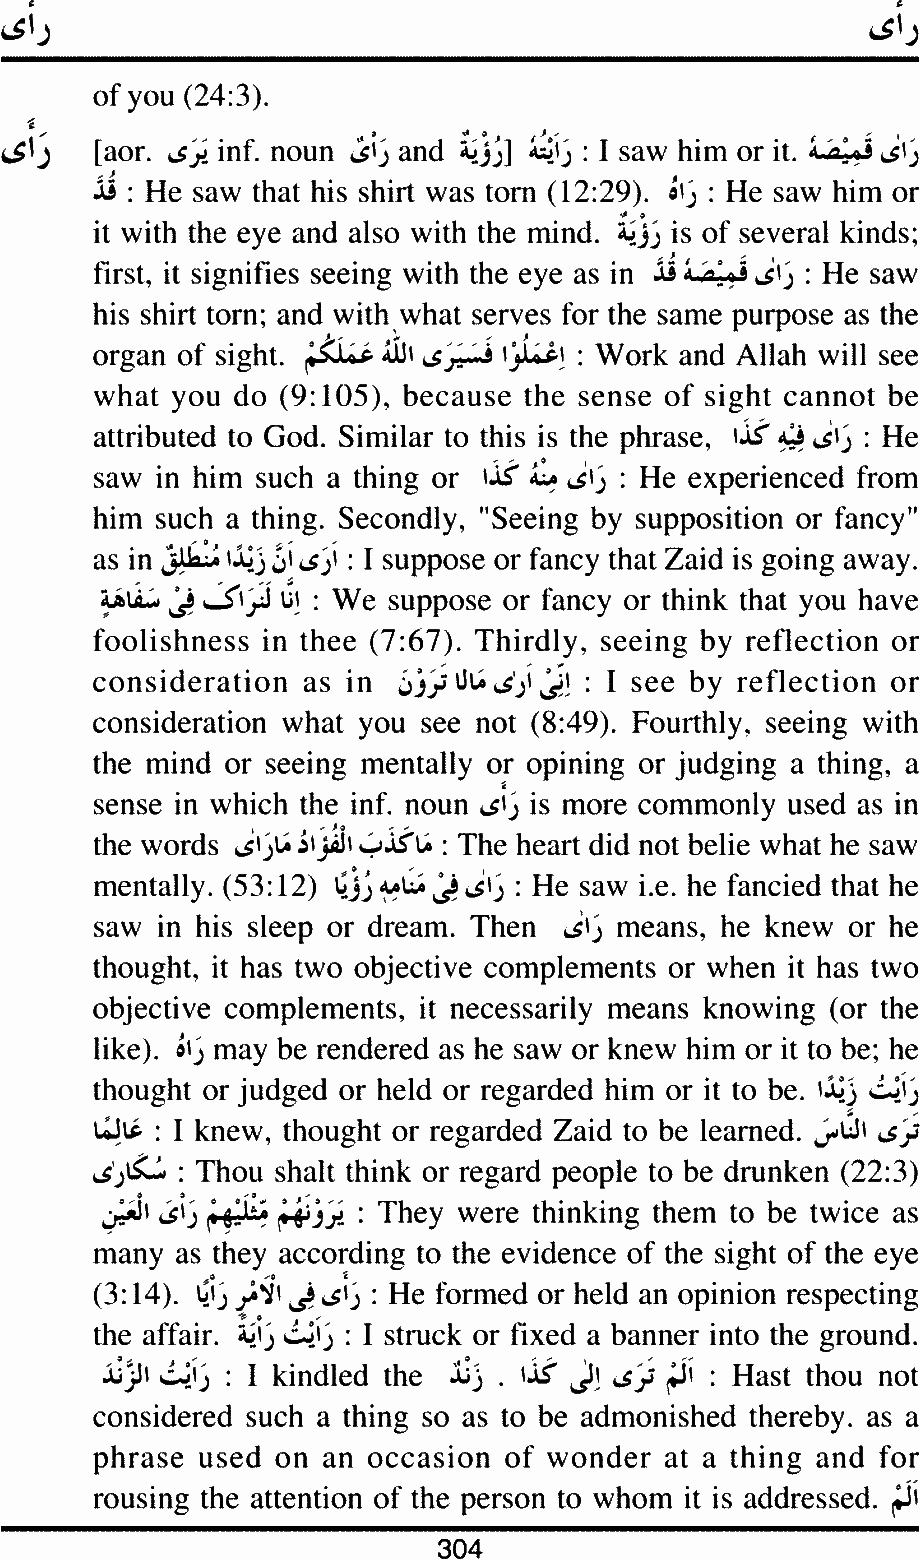 رأى رأى
of you (24:3).
رَأَى [aor. يَرَى inf. noun رَأْىٌ and رُؤْيَةٌ] رَأَيْتُهُ : I saw him or it. رَاٰى قَمِيْصَهُ
قُدَّ : He saw that his shirt was torn (12:29). رَاٰهُ : He saw him or
it with the eye and also with the mind. رُؤْيَةٌ is of several kinds;
first, it signifies seeing with the eye as in رَاٰى قَمِيْصَهُ قُدَّ : He saw
his shirt torn; and with what serves for the same purpose as the
organ of sight. اِعْمَلُوْا فَسَيَرَى اللّٰهُ عَمَلَكُمْ : Work and Allah will see
what you do (9:105), because the sense of sight cannot be
attributed to God. Similar to this is the phrase, رَاٰى فِيْهِ كَذَا : He
saw in him such a thing or رَاٰى مِنْهُ كَذَا : He experienced from
him such a thing. Secondly, "Seeing by supposition or fancy"
as in اَرٰى اَنَّ زَيْدًا مُنْطَلِقٌ : I suppose or fancy that Zaid is going away.
اِنَّا لَنَرَاكَ فِىْ سَفَاهَةٍ : We suppose or fancy or think that you have
foolishness in thee (7:67). Thirdly, seeing by reflection or
consideration as in اِنِّىْ اَرٰى مَالَا تَرَوْنَ : I see by reflection or
consideration what you see not (8:49). Fourthly, seeing with
the mind or seeing mentally or opining or judging a thing, a
sense in which the inf. noun رَأْى is more commonly used as in
the words مَا كَذَبَ الْفُؤَادُ مَا رَاٰى : The heart did not belie what he saw
mentally. (53:12) رَاٰى فِىْ مَنَامِهٖ رُؤْيًا : He saw i.e. he fancied that he
saw in his sleep or dream. Then رَاٰى means, he knew or he
thought, it has two objective complements or when it has two
objective complements, it necessarily means knowing (or the
like). رَاٰهُ may be rendered as he saw or knew him or it to be; he
thought or judged or held or regarded him or it to be. رَأَيْتُ زَيْدًا
عَالِمًا : I knew, thought or regarded Zaid to be learned. تَرَى النَّاسَ
سُكَارٰى : Thou shalt think or regard people to be drunken (22:3)
يَرَوْنَهُمْ مِّثْلَيْهِمْ رَأْىَ الْعَيْنِ : They were thinking them to be twice as
many as they according to the evidence of the sight of the eye
(3:14). رَأَى فِى الْاَمْرِ رَأْيًا : He formed or held an opinion respecting
the affair. رَأَيْتُ رَايَةً : I struck or fixed a banner into the ground.
رَأَيْتُ الزَّنْدَ : I kindled the زَنْدٌ . اَلَمْ تَرَى اِلٰى كَذَا : Hast thou not
considered such a thing so as to be admonished thereby. as a
phrase used on an occasion of wonder at a thing and for
rousing the attention of the person to whom it is addressed. اَلَمْ
304